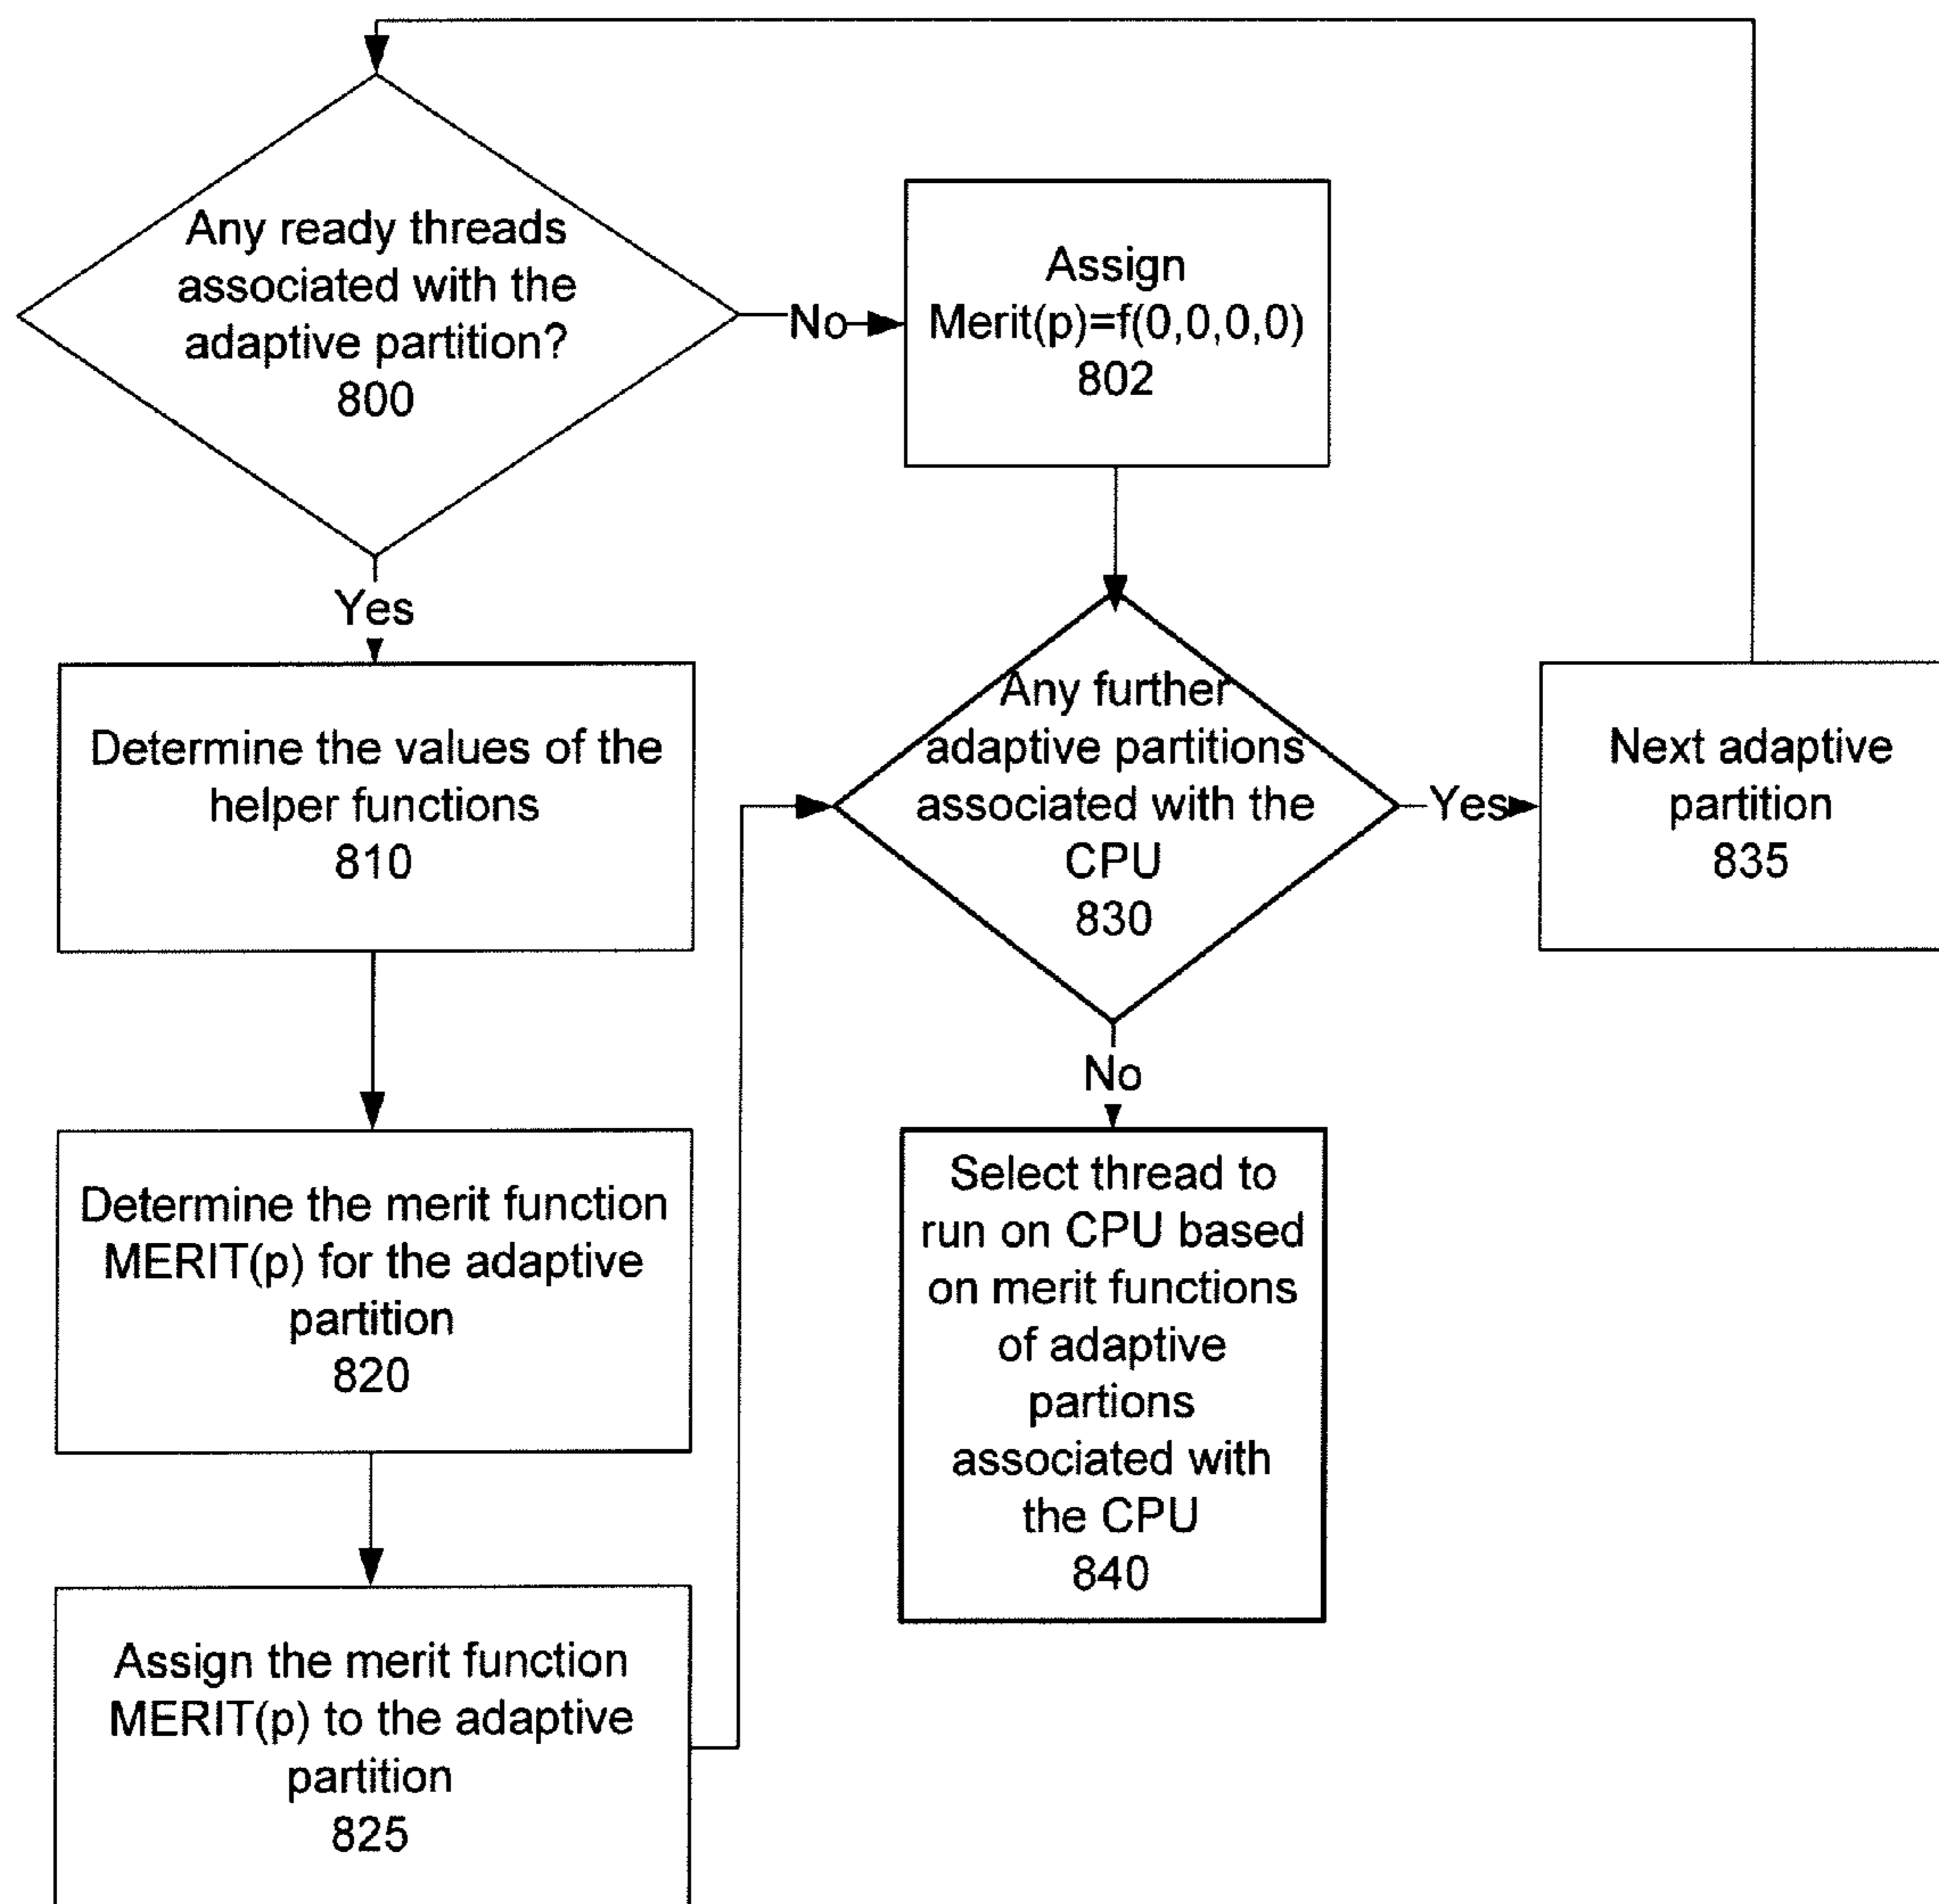 Any ready threads
associated with the
adaptive partition?
800
No
Assign
Merit(p)=f(0,0,0,0)
802
Yes
Determine the values of the
helper functions
810
Any further
adaptive partitions
associated with the
CPU
830
Yes
Next adaptive
partition
835
No
Determine the merit function
MERIT(p) for the adaptive
partition
820
Select thread to
run on CPU based
on merit functions
of adaptive
partions
associated with
the CPU
840
Assign the merit function
MERIT(p) to the adaptive
partition
825